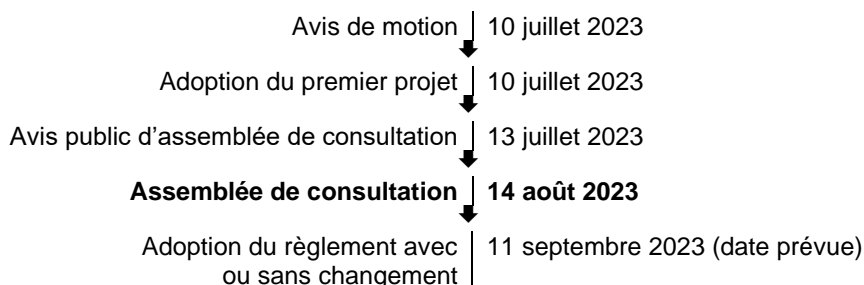 Avis de motion 10 juillet 2023
Adoption du premier projet 10 juillet 2023
Avis public d’assemblée de consultation 13 juillet 2023
Assemblée de consultation 14 août 2023
Adoption du règlement avec 11 septembre 2023 (date prévue)
ou sans changement